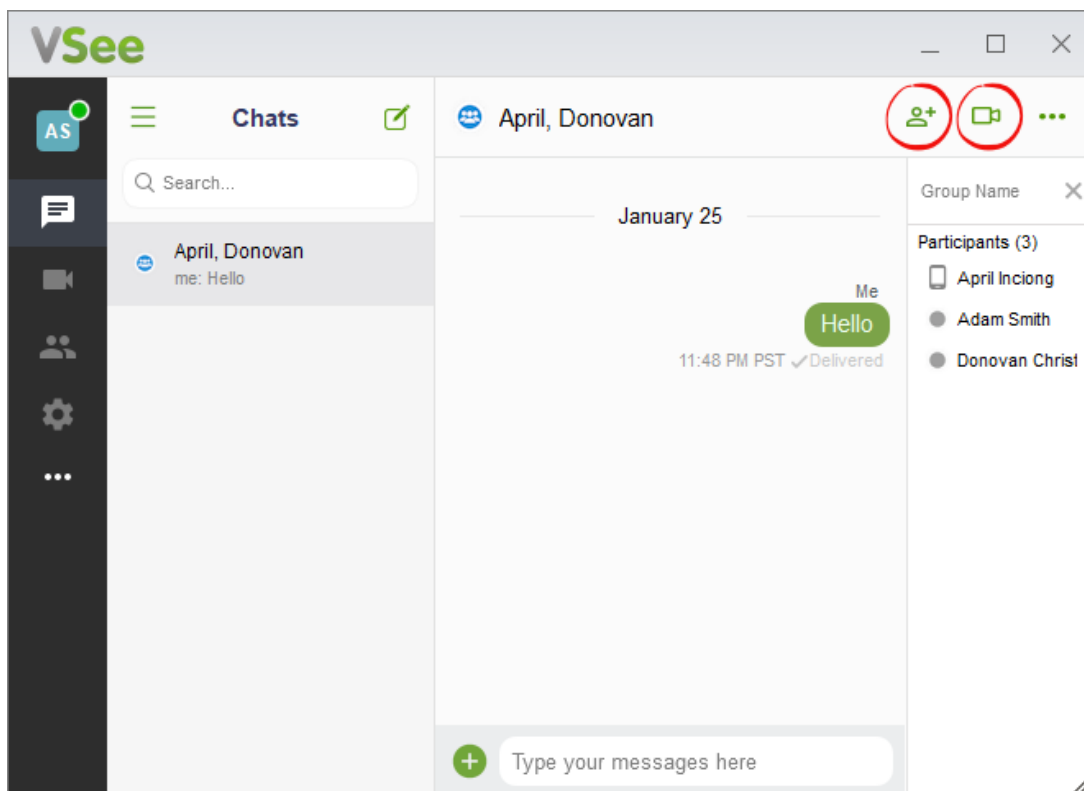 VSee
AS
Chats
Search...
April, Donovan
me: Hello
April, Donovan
January 25
Me
Hello
11:48 PM PST Delivered
Type your messages here
Group Name
Participants (3)
April Inciong
Adam Smith
Donovan Christ